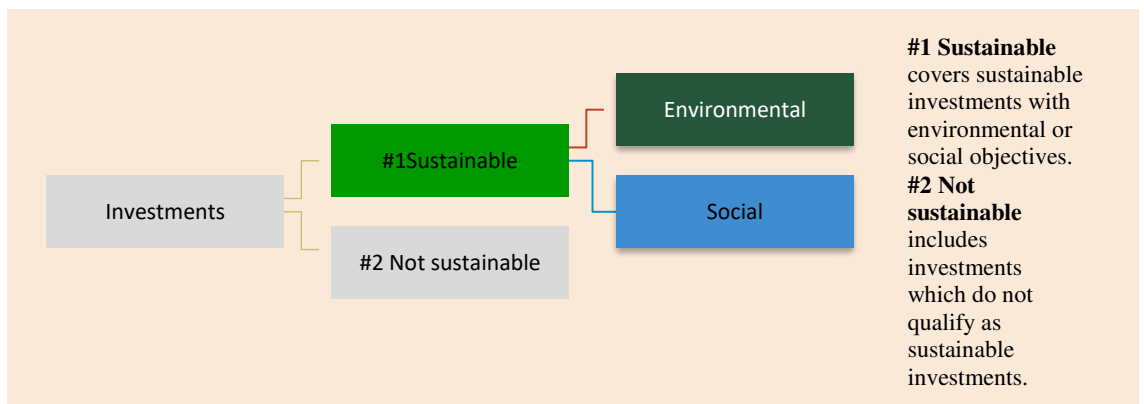 Investments
#1Sustainable
#2 Not sustainable
Environmental
Social
#1 Sustainable
covers sustainable
investments with
environmental or
social objectives.
#2 Not
sustainable
includes
investments
which do not
qualify as
sustainable
investments.